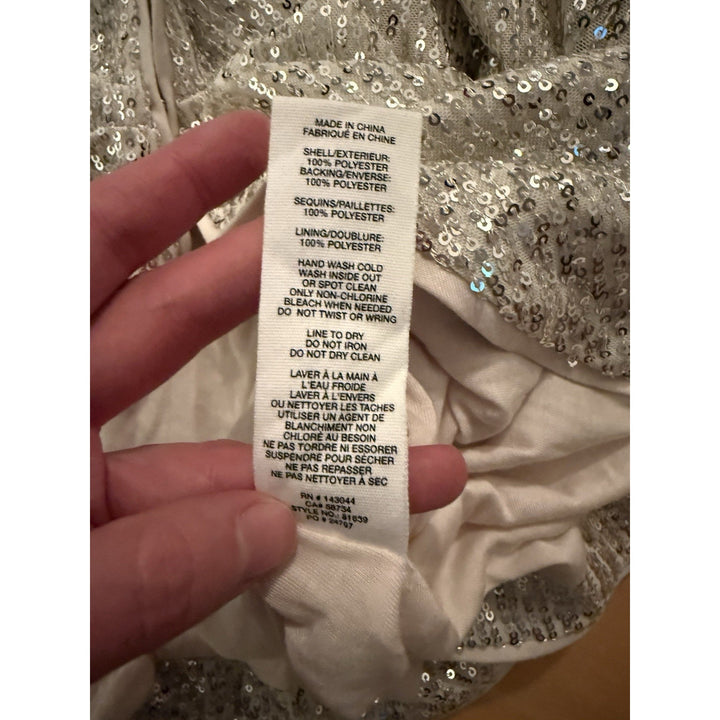 MADE IN CHINA
FABRIQUÉ EN CHINE
SHELL/EXTERIEUR:
100% POLYESTER
BACKING/ENVERSE:
100% POLYESTER
SEQUINS/PAILLETTES:
100% POLYESTER
LINING/DOUBLURE:
100% POLYESTER
HAND WASH COLD
WASH INSIDE OUT
OR SPOT CLEAN
ONLY NON-CHLORINE
BLEACH WHEN NEEDED
DO NOT TWIST OR WRING
LINE TO DRY
DO NOT IRON
DO NOT DRY CLEAN
LAVER À LA MAIN À
L'EAU FROIDE
LAVER À L'ENVERS
OU NETTOYER LES TACHES
UTILISER UN AGENT DE
BLANCHIMENT NON
CHLORÉ AU BESOIN
NE PAS TORDRE NI ESSORER
SUSPENDRE POUR SÉCHER
NE PAS REPASSER
NE PAS NETTOYER À SEC
RN # 143044
CA# 58734
STYLE NO.: 81639
PO # 24767